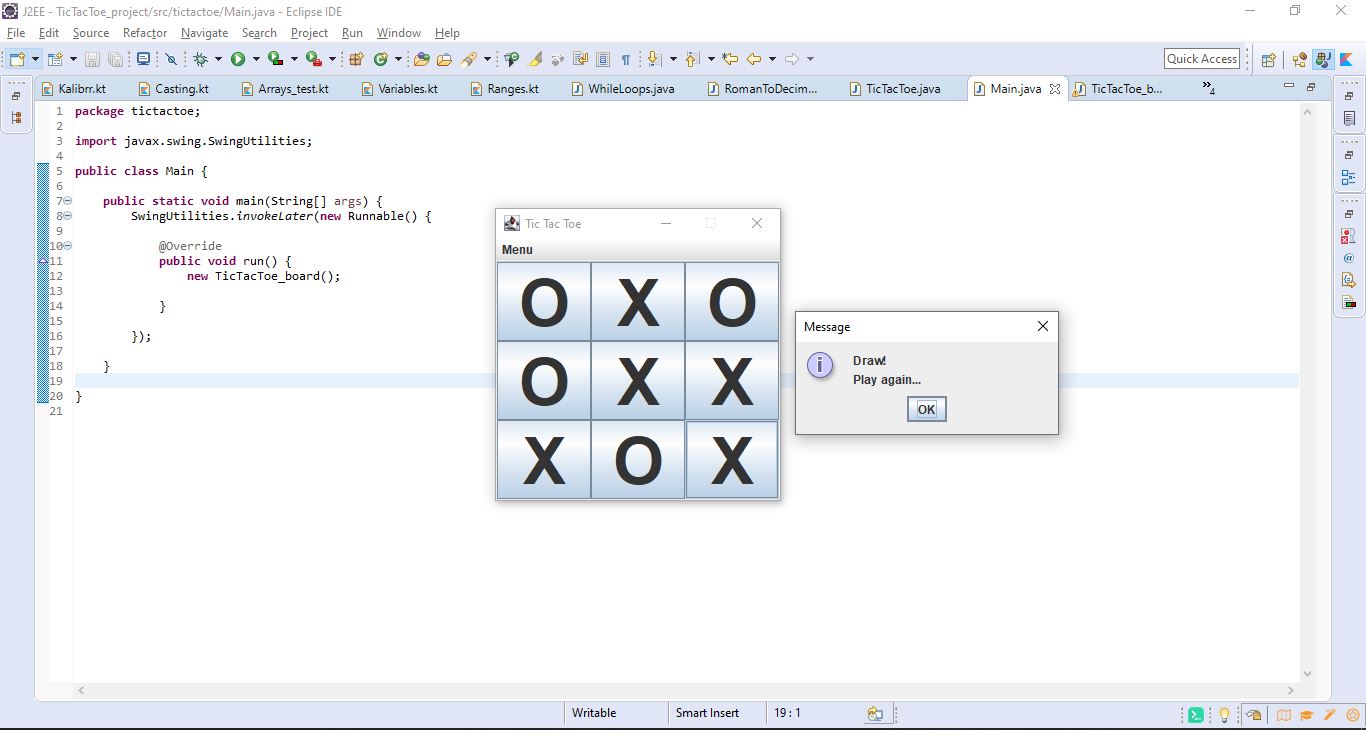 J2EE - TicTacToe_project/src/tictactoe/Main.java - Eclipse IDE
File Edit Source Refactor Navigate Search Project Run Window Help
Quick Access
Kalibrr.kt Casting.kt Arrays_test.kt Variables.kt Ranges.kt WhileLoops.java RomanToDecim... TicTacToe.java Main.java TicTacToe_b... »4
1 package tictactoe;
2
3 import javax.swing.SwingUtilities;
4
5 public class Main {
6
7 public static void main(String[] args) {
8 SwingUtilities.invokeLater(new Runnable() {
9
10 @Override
11 public void run() {
12 new TicTacToe_board();
13
14 }
15
16 });
17
18 }
19
20 }
21
Tic Tac Toe
Menu
O X O
O X X
X O X
Message
Draw!
Play again...
OK
Writable Smart Insert 19 : 1